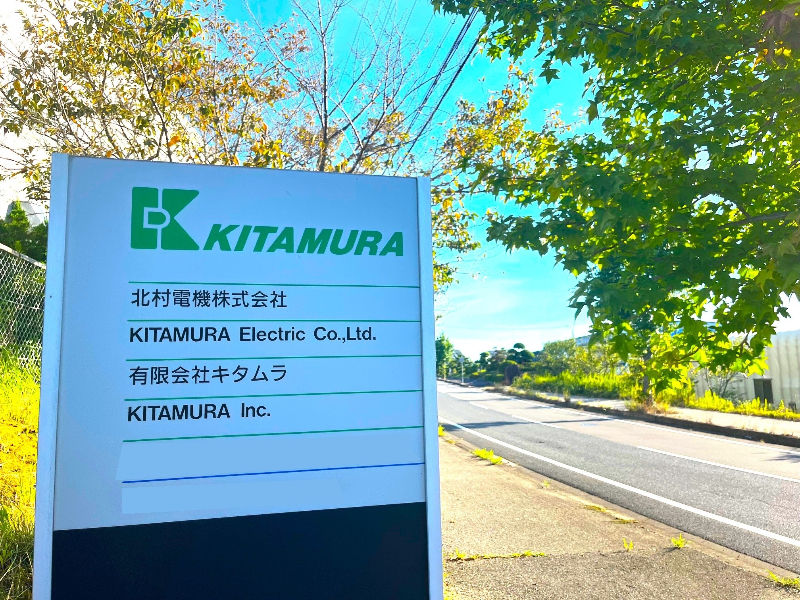 KITAMURA
北村電機株式会社
KITAMURA Electric Co.,Ltd.
有限会社キタムラ
KITAMURA Inc.